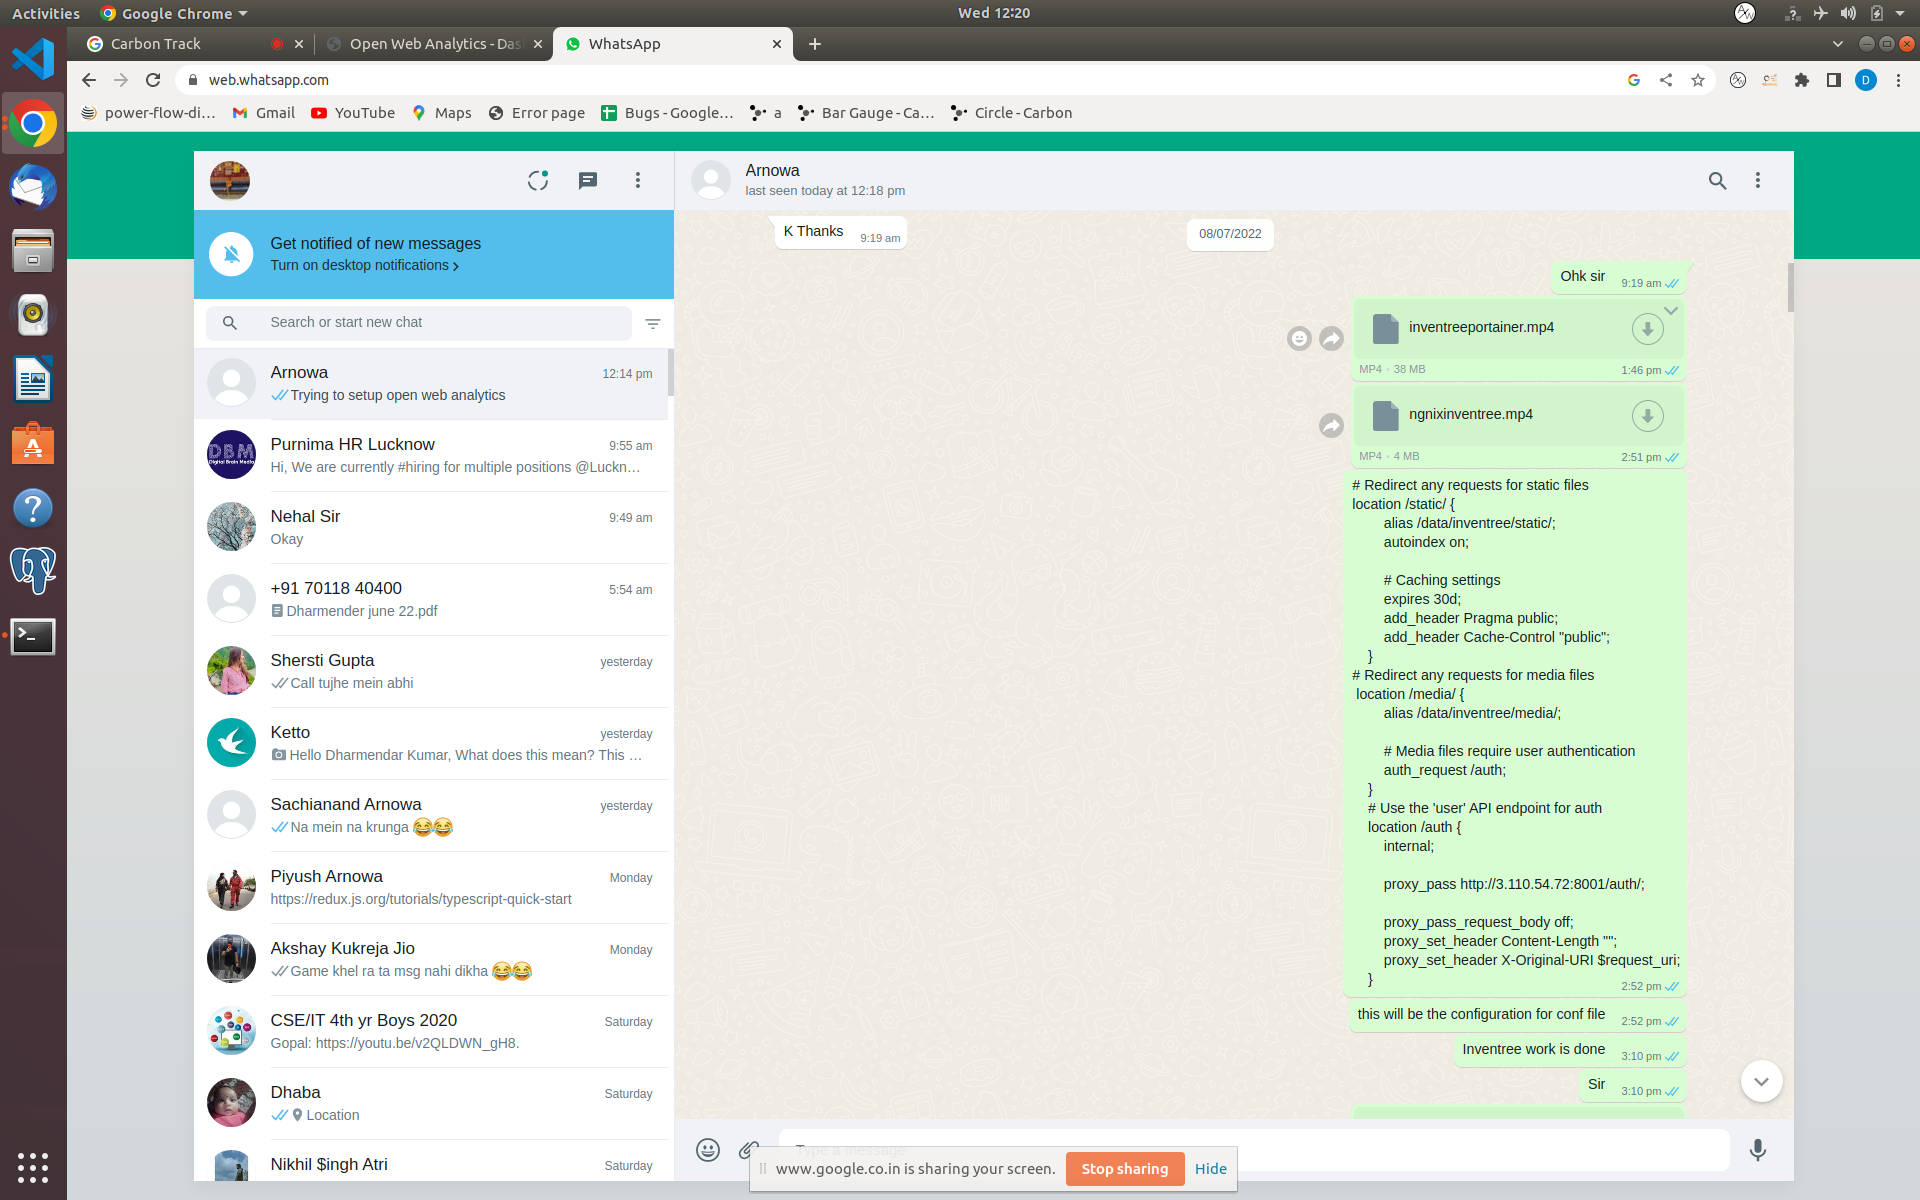 Activities
Google Chrome
Wed 12:20
Carbon Track
Open Web Analytics - Das
WhatsApp
web.whatsapp.com
D
power-flow-di…
Gmail
YouTube
Maps
Error page
Bugs - Google…
a
Bar Gauge - Ca…
Circle - Carbon
Get notified of new messages
Turn on desktop notifications
Search or start new chat
Arnowa
12:14 pm
Trying to setup open web analytics
Purnima HR Lucknow
9:55 am
DBM
Digital Brain Media
Hi, We are currently #hiring for multiple positions @Luckn…
Nehal Sir
9:49 am
Okay
+91 70118 40400
5:54 am
Dharmender june 22.pdf
Shersti Gupta
yesterday
Call tujhe mein abhi
Ketto
yesterday
Hello Dharmendar Kumar, What does this mean? This …
Sachianand Arnowa
yesterday
Na mein na krunga 😂😂
Piyush Arnowa
Monday
https://redux.js.org/tutorials/typescript-quick-start
Akshay Kukreja Jio
Monday
Game khel ra ta msg nahi dikha 😂😂
CSE/IT 4th yr Boys 2020
Saturday
Gopal: https://youtu.be/v2QLDWN_gH8.
Dhaba
Saturday
Location
Nikhil $ingh Atri
Saturday
Arnowa
last seen today at 12:18 pm
K Thanks
9:19 am
08/07/2022
Ohk sir
9:19 am
inventreeportainer.mp4
MP4 • 38 MB
1:46 pm
ngnixinventree.mp4
MP4 • 4 MB
2:51 pm
# Redirect any requests for static files
location /static/ {
alias /data/inventree/static/;
autoindex on;
# Caching settings
expires 30d;
add_header Pragma public;
add_header Cache-Control "public";
}
# Redirect any requests for media files
location /media/ {
alias /data/inventree/media/;
# Media files require user authentication
auth_request /auth;
}
# Use the 'user' API endpoint for auth
location /auth {
internal;
proxy_pass http://3.110.54.72:8001/auth/;
proxy_pass_request_body off;
proxy_set_header Content-Length "";
proxy_set_header X-Original-URI $request_uri;
}
2:52 pm
this will be the configuration for conf file
2:52 pm
Inventree work is done
3:10 pm
Sir
3:10 pm
Type a message
www.google.co.in is sharing your screen.
Stop sharing
Hide